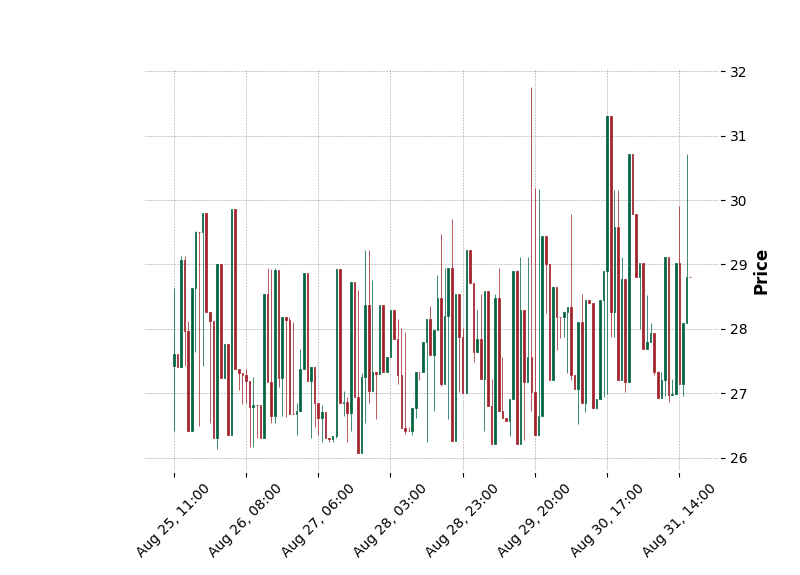 32
31
30
29
28
27
26
Price
Aug 25, 11:00
Aug 26, 08:00
Aug 27, 06:00
Aug 28, 03:00
Aug 28, 23:00
Aug 29, 20:00
Aug 30, 17:00
Aug 31, 14:00